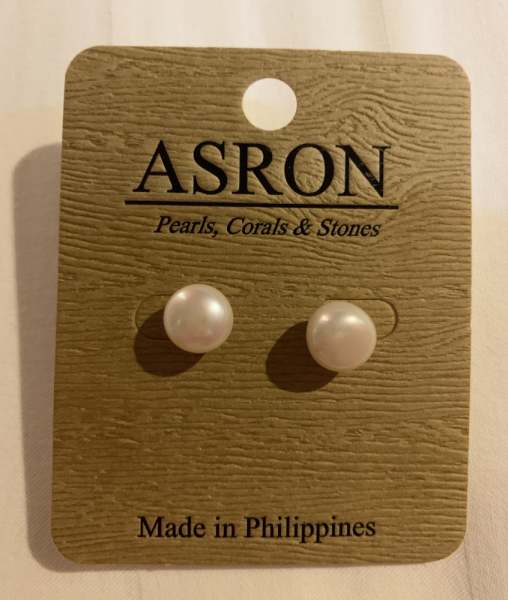 ASRON
Pearls, Corals & Stones
Made in Philippines